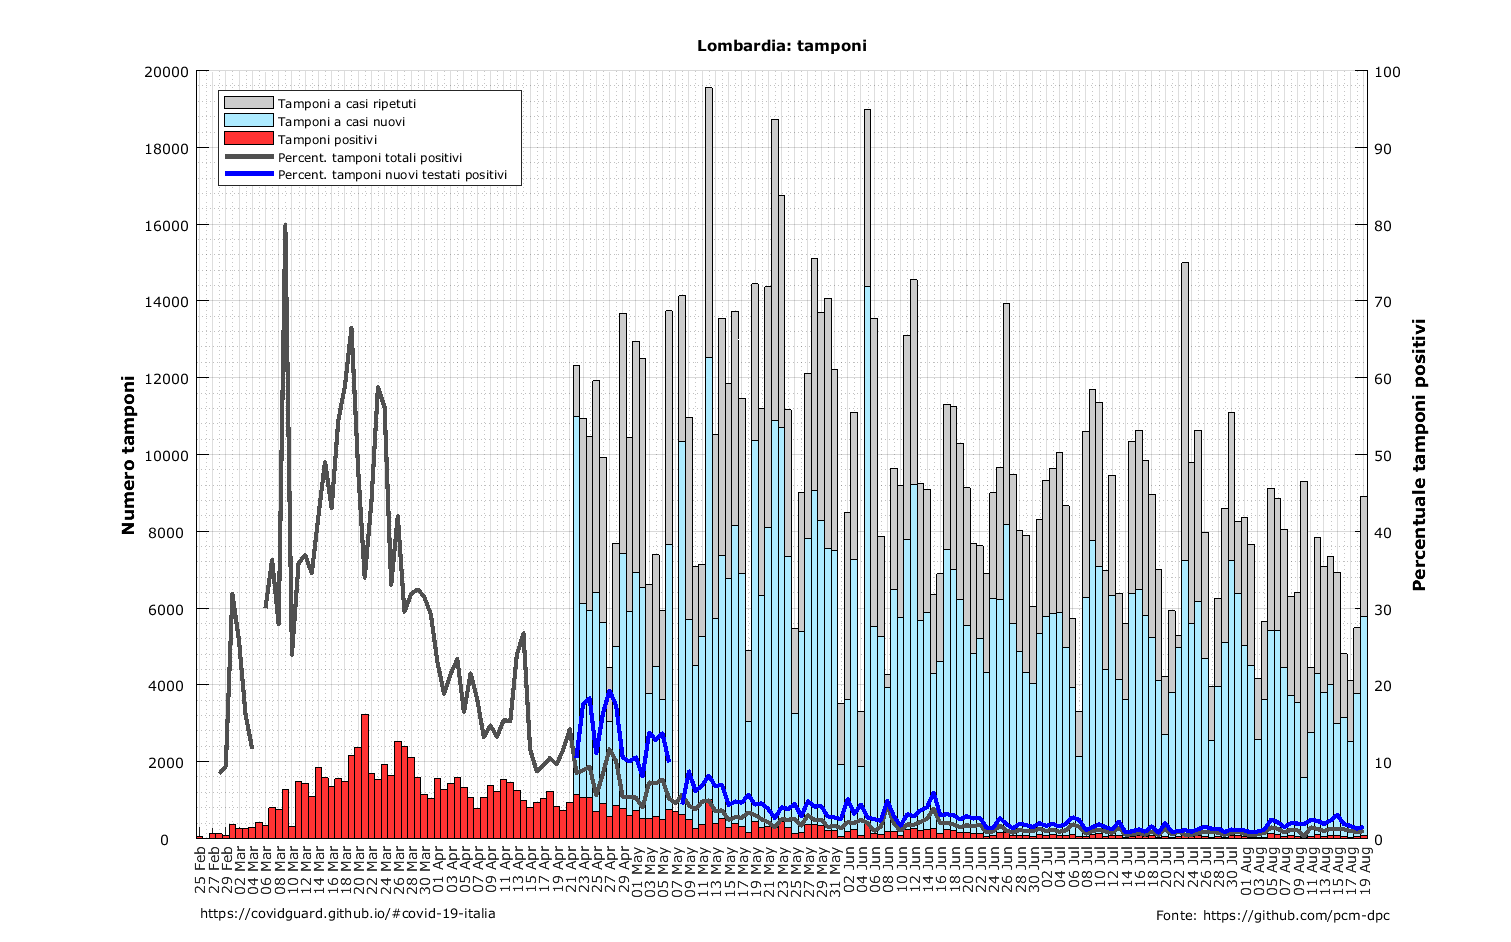 Lombardia: tamponi
20000
18000
16000
14000
12000
10000
8000
6000
4000
2000
0
Numero tamponi
Tamponi a casi ripetuti
Tamponi a casi nuovi
Tamponi positivi
Percent. tamponi totali positivi
Percent. tamponi nuovi testati positivi
100
90
80
70
60
50
40
30
20
10
0
Percentuale tamponi positivi
25 Feb
27 Feb
29 Feb
02 Mar
04 Mar
06 Mar
08 Mar
10 Mar
12 Mar
14 Mar
16 Mar
18 Mar
20 Mar
22 Mar
24 Mar
26 Mar
28 Mar
30 Mar
01 Apr
03 Apr
05 Apr
07 Apr
09 Apr
11 Apr
13 Apr
15 Apr
17 Apr
19 Apr
21 Apr
23 Apr
25 Apr
27 Apr
29 Apr
01 May
03 May
05 May
07 May
09 May
11 May
13 May
15 May
17 May
19 May
21 May
23 May
25 May
27 May
29 May
31 May
02 Jun
04 Jun
06 Jun
08 Jun
10 Jun
12 Jun
14 Jun
16 Jun
18 Jun
20 Jun
22 Jun
24 Jun
26 Jun
28 Jun
30 Jun
02 Jul
04 Jul
06 Jul
08 Jul
10 Jul
12 Jul
14 Jul
16 Jul
18 Jul
20 Jul
22 Jul
24 Jul
26 Jul
28 Jul
30 Jul
01 Aug
03 Aug
05 Aug
07 Aug
09 Aug
11 Aug
13 Aug
15 Aug
17 Aug
19 Aug
https://covidguard.github.io/#covid-19-italia
Fonte: https://github.com/pcm-dpc